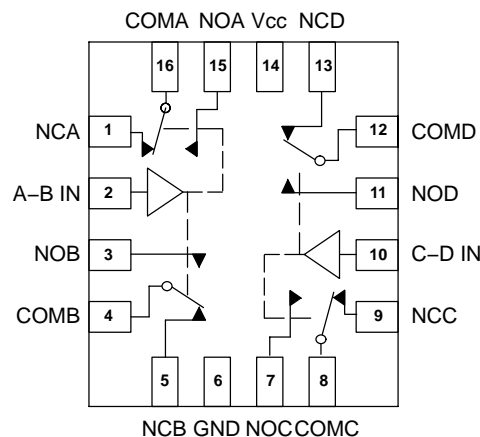 COMA NOA Vcc NCD
16 15 14 13
NCA 1 12 COMD
A–B IN 2 11 NOD
NOB 3 10 C–D IN
COMB 4 9 NCC
5 6 7 8
NCB GND NOC COMC